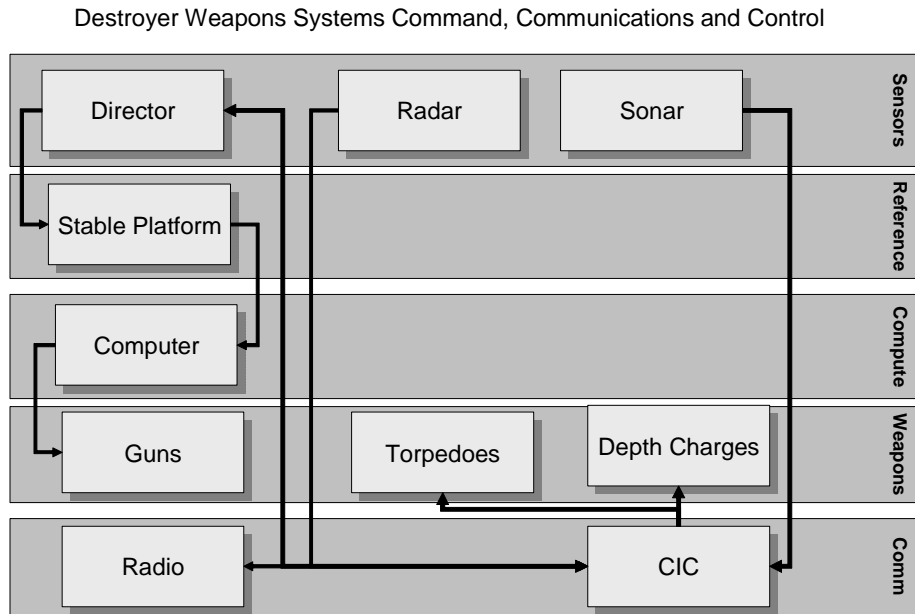 Destroyer Weapons Systems Command, Communications and Control
Director
Radar
Sonar
Sensors
Stable Platform
Reference
Computer
Compute
Guns
Torpedoes
Depth Charges
Weapons
Radio
CIC
Comm